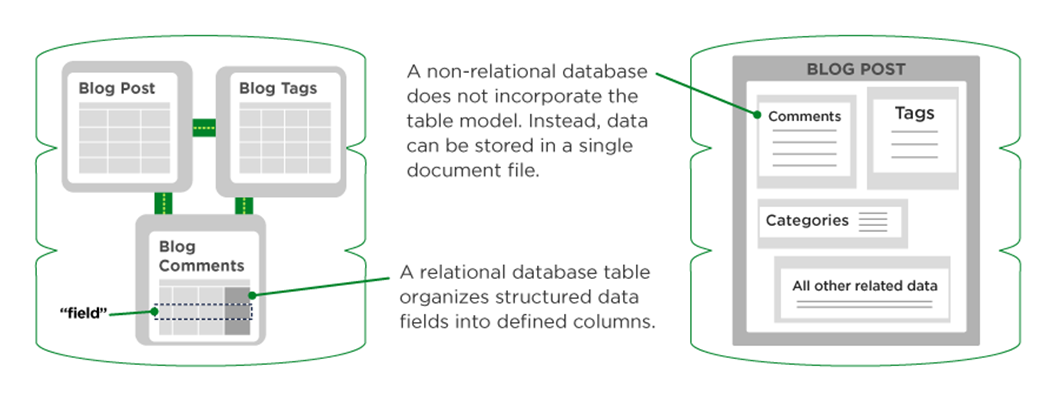 Blog Post
Blog Tags
Blog
Comments
“field”
A non-relational database
does not incorporate the
table model. Instead, data
can be stored in a single
document file.
A relational database table
organizes structured data
fields into defined columns.
BLOG POST
Comments
Tags
Categories
All other related data